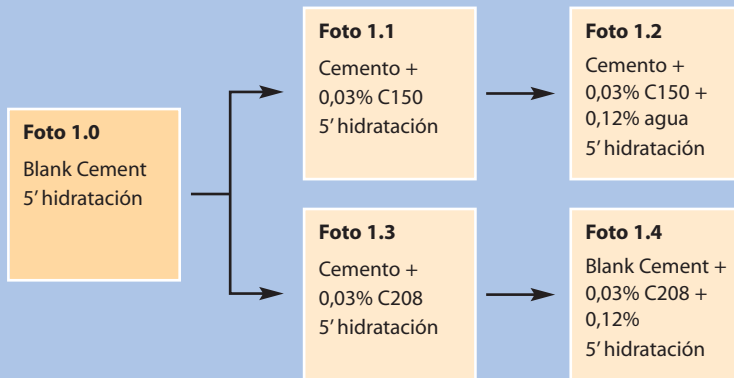 Foto 1.0
Blank Cement
5’ hidratación
Foto 1.1
Cemento +
0,03% C150
5’ hidratación
Foto 1.2
Cemento +
0,03% C150 +
0,12% agua
5’ hidratación
Foto 1.3
Cemento +
0,03% C208
5’ hidratación
Foto 1.4
Blank Cement +
0,03% C208 +
0,12%
5’ hidratación